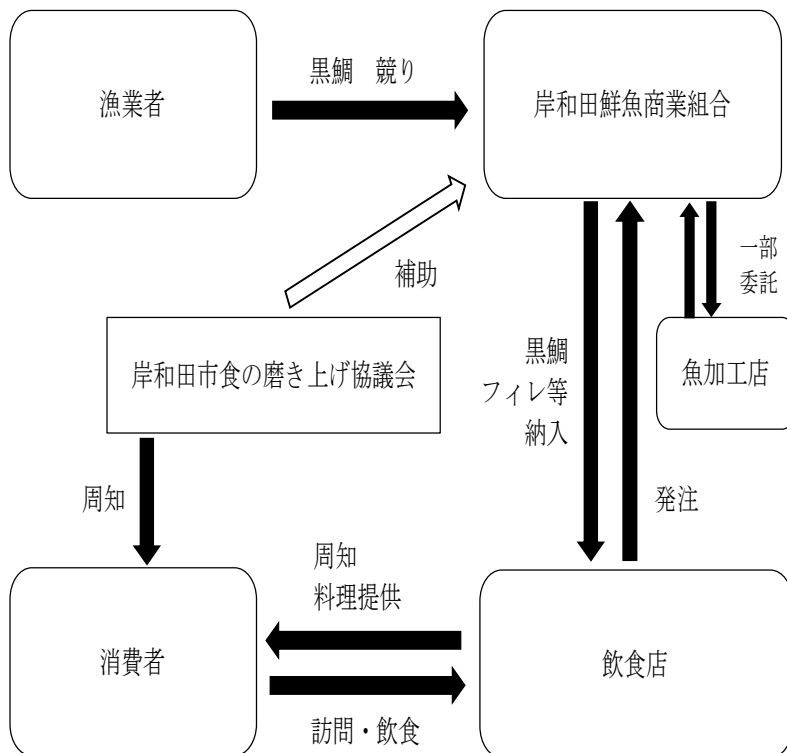 漁業者
黒鯛　競り
岸和田鮮魚商業組合
補助
一部
委託
岸和田市食の磨き上げ協議会
黒鯛
フィレ等
納入
魚加工店
発注
周知
周知
料理提供
消費者
飲食店
訪問・飲食